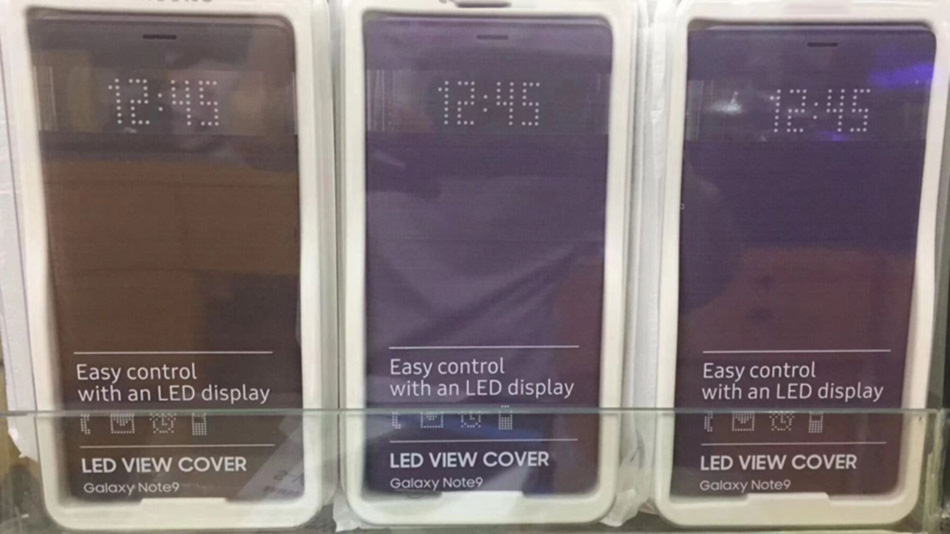 12:45
Easy control
with an LED display
LED VIEW COVER
Galaxy Note9
12:45
Easy control
with an LED display
LED VIEW COVER
Galaxy Note9
12:45
Easy control
with an LED display
LED VIEW COVER
Galaxy Note9